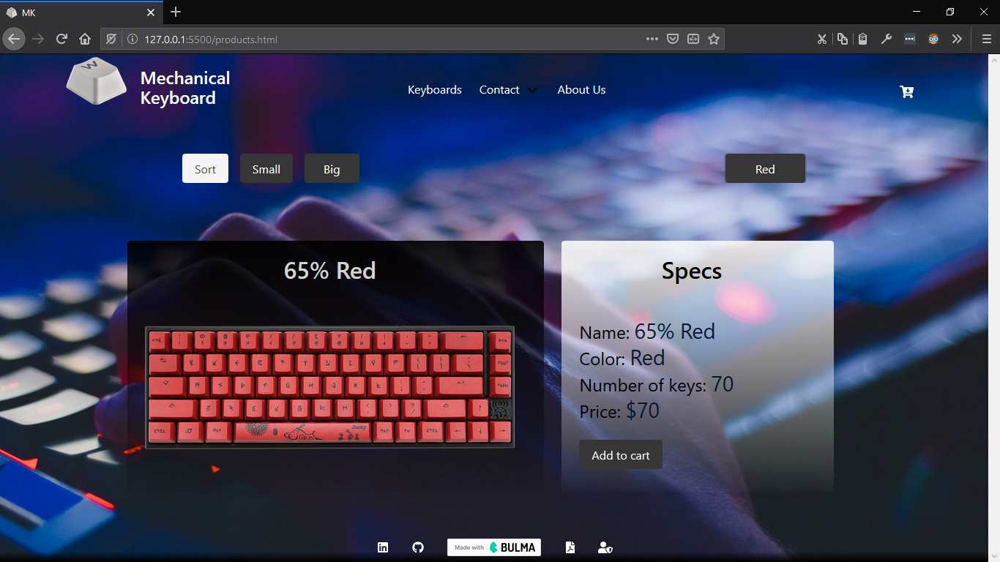 MK
127.0.0.1:5500/products.html
W
Mechanical
Keyboard
Keyboards
Contact
About Us
Sort
Small
Big
Red
65% Red
Specs
Name: 65% Red
Color: Red
Number of keys: 70
Price: $70
Add to cart
Ducky
Made with BULMA